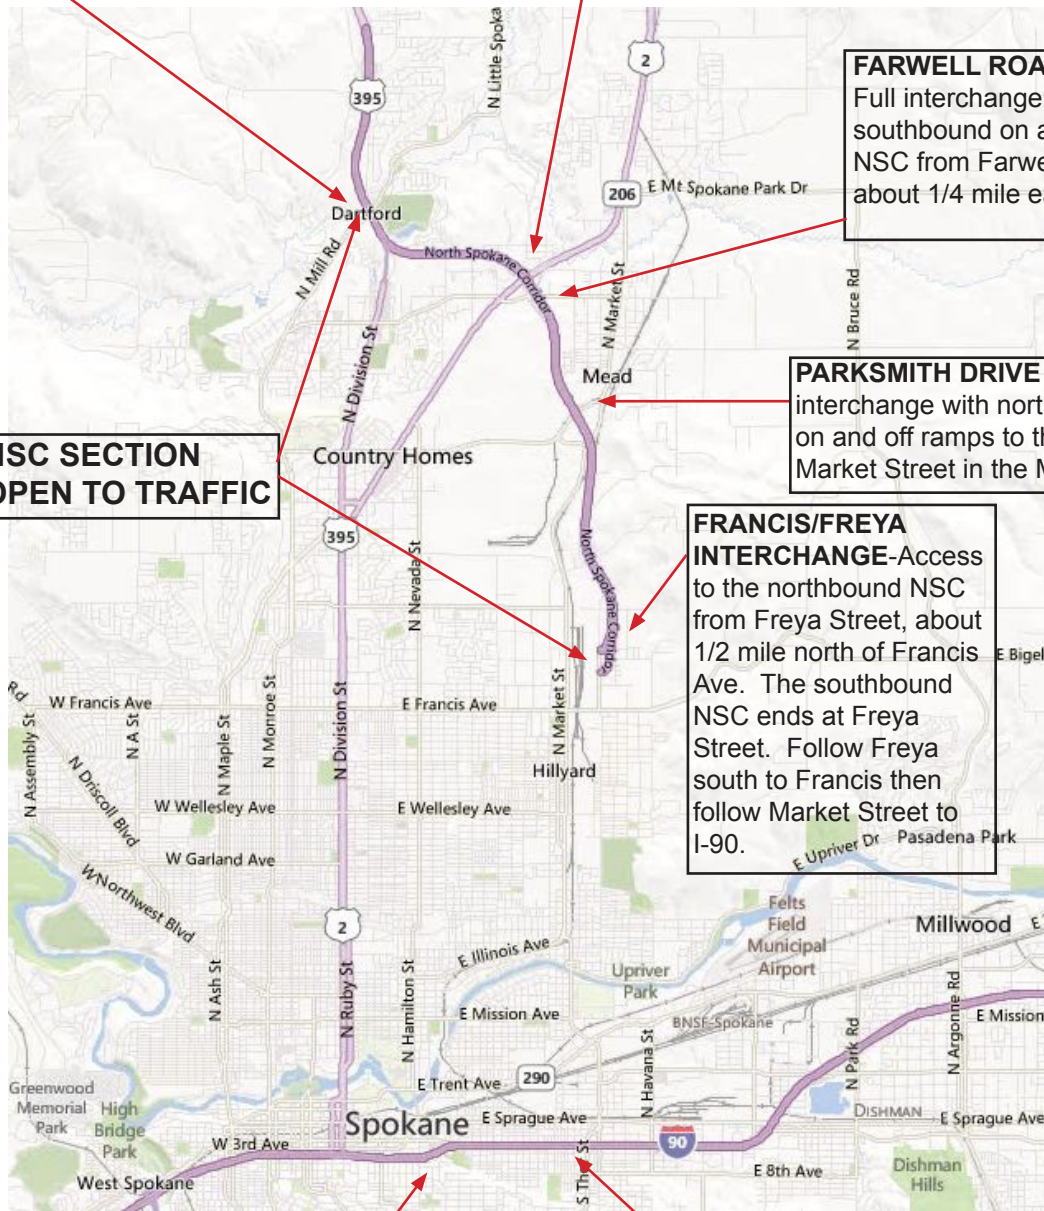 N Little Spoka
2
395
FARWELL ROA
Full interchange
southbound on a
NSC from Farwe
about 1/4 mile e
206
E Mt Spokane Park Dr
Dartford
N Mill Rd
North Spokane Corridor
N Market St
N Bruce Rd
N Division St
Mead
PARKSMITH DRIVE
interchange with nort
on and off ramps to th
Market Street in the M
ISC SECTION
OPEN TO TRAFFIC
Country Homes
395
N Nevada St
North Spokane Corridor
FRANCIS/FREYA
INTERCHANGE-Access
to the northbound NSC
from Freya Street, about
1/2 mile north of Francis
Ave. The southbound
NSC ends at Freya
Street. Follow Freya
south to Francis then
follow Market Street to
I-90.
E Bigel
Rd
W Francis Ave
E Francis Ave
N Assembly St
N A St
N Maple St
N Monroe St
N Division St
N Market St
N Driscoll Blvd
Hillyard
W Wellesley Ave
E Wellesley Ave
W Garland Ave
E Upriver Dr
Pasadena Park
W Northwest Blvd
2
Felts
Field
Municipal
Airport
Millwood
E
E Illinois Ave
Upriver
Park
N Ash St
N Ruby St
N Hamilton St
E Mission Ave
BNSF-Spokane
N Havana St
N Park Rd
N Argonne Rd
E Mission
Greenwood
Memorial
Park
High
Bridge
Park
E Trent Ave
290
Spokane
E Sprague Ave
DISHMAN
E Sprague Ave
W 3rd Ave
90
West Spokane
S Tho St
E 8th Ave
Dishman
Hills